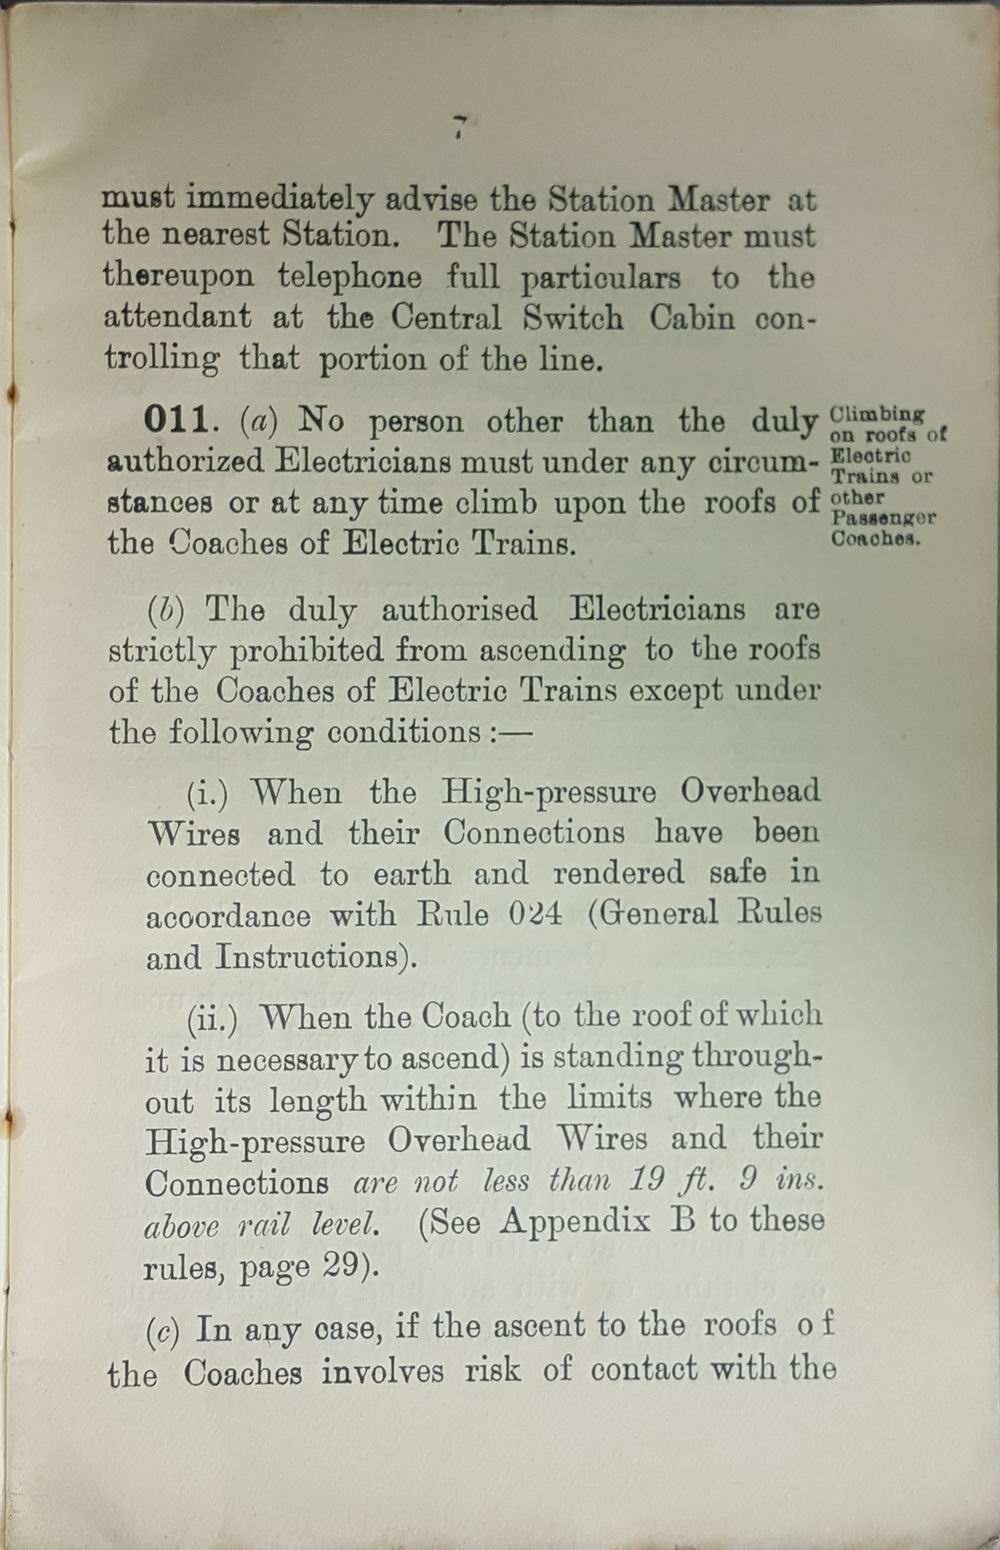 7
must immediately advise the Station Master at
the nearest Station. The Station Master must
thereupon telephone full particulars to the
attendant at the Central Switch Cabin con-
trolling that portion of the line.
011. (a) No person other than the duly
authorized Electricians must under any circum-
stances or at any time climb upon the roofs of
the Coaches of Electric Trains.
Climbing
on roofs of
Electric
Trains or
other
Passenger
Coaches.
(b) The duly authorised Electricians are
strictly prohibited from ascending to the roofs
of the Coaches of Electric Trains except under
the following conditions :—
(i.) When the High-pressure Overhead
Wires and their Connections have been
connected to earth and rendered safe in
accordance with Rule 024 (General Rules
and Instructions).
(ii.) When the Coach (to the roof of which
it is necessary to ascend) is standing through-
out its length within the limits where the
High-pressure Overhead Wires and their
Connections are not less than 19 ft. 9 ins.
above rail level. (See Appendix B to these
rules, page 29).
(c) In any case, if the ascent to the roofs of
the Coaches involves risk of contact with the